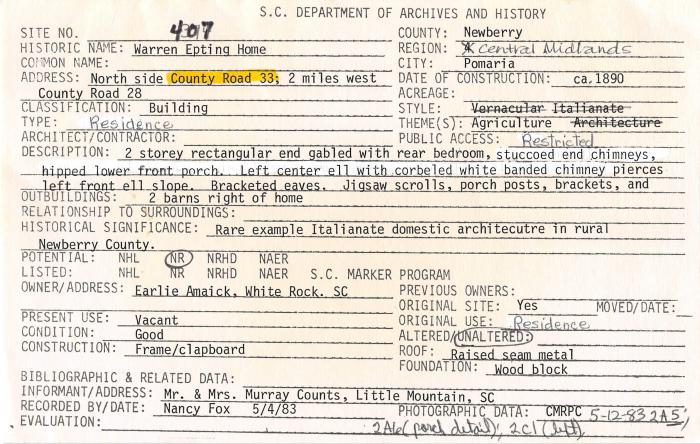 S.C. DEPARTMENT OF ARCHIVES AND HISTORY
SITE NO. 407 COUNTY: Newberry
HISTORIC NAME: Warren Epting Home REGION: Central Midlands
COMMON NAME: CITY: Pomaria
ADDRESS: North side County Road 33; 2 miles west DATE OF CONSTRUCTION: ca.1890
County Road 28 ACREAGE:
CLASSIFICATION: Building STYLE: Vernacular Italianate
TYPE: Residence THEME(S): Agriculture Architecture
ARCHITECT/CONTRACTOR: PUBLIC ACCESS: Restricted
DESCRIPTION: 2 storey rectangular end gabled with rear bedroom, stuccoed end chimneys,
hipped lower front porch. Left center ell with corbeled white banded chimney pierces
left front ell slope. Bracketed eaves. Jigsaw scrolls, porch posts, brackets, and
OUTBUILDINGS: 2 barns right of home
RELATIONSHIP TO SURROUNDINGS:
HISTORICAL SIGNIFICANCE: Rare example Italianate domestic architecutre in rural
Newberry County.
POTENTIAL: NHL NR NRHD NAER
LISTED: NHL NR NRHD NAER S.C. MARKER PROGRAM
OWNER/ADDRESS: Earlie Amaick, White Rock. SC PREVIOUS OWNERS:
ORIGINAL SITE: Yes MOVED/DATE:
PRESENT USE: Vacant ORIGINAL USE: Residence
CONDITION: Good ALTERED/UNALTERED:
CONSTRUCTION: Frame/clapboard ROOF: Raised seam metal
FOUNDATION: Wood block
BIBLIOGRAPHIC & RELATED DATA:
INFORMANT/ADDRESS: Mr. & Mrs. Murray Counts, Little Mountain, SC
RECORDED BY/DATE: Nancy Fox 5/4/83 PHOTOGRAPHIC DATA: CMRPC 5-12-83 2A5,
EVALUATION: 2A6 (porch detail), 2C1 (left)